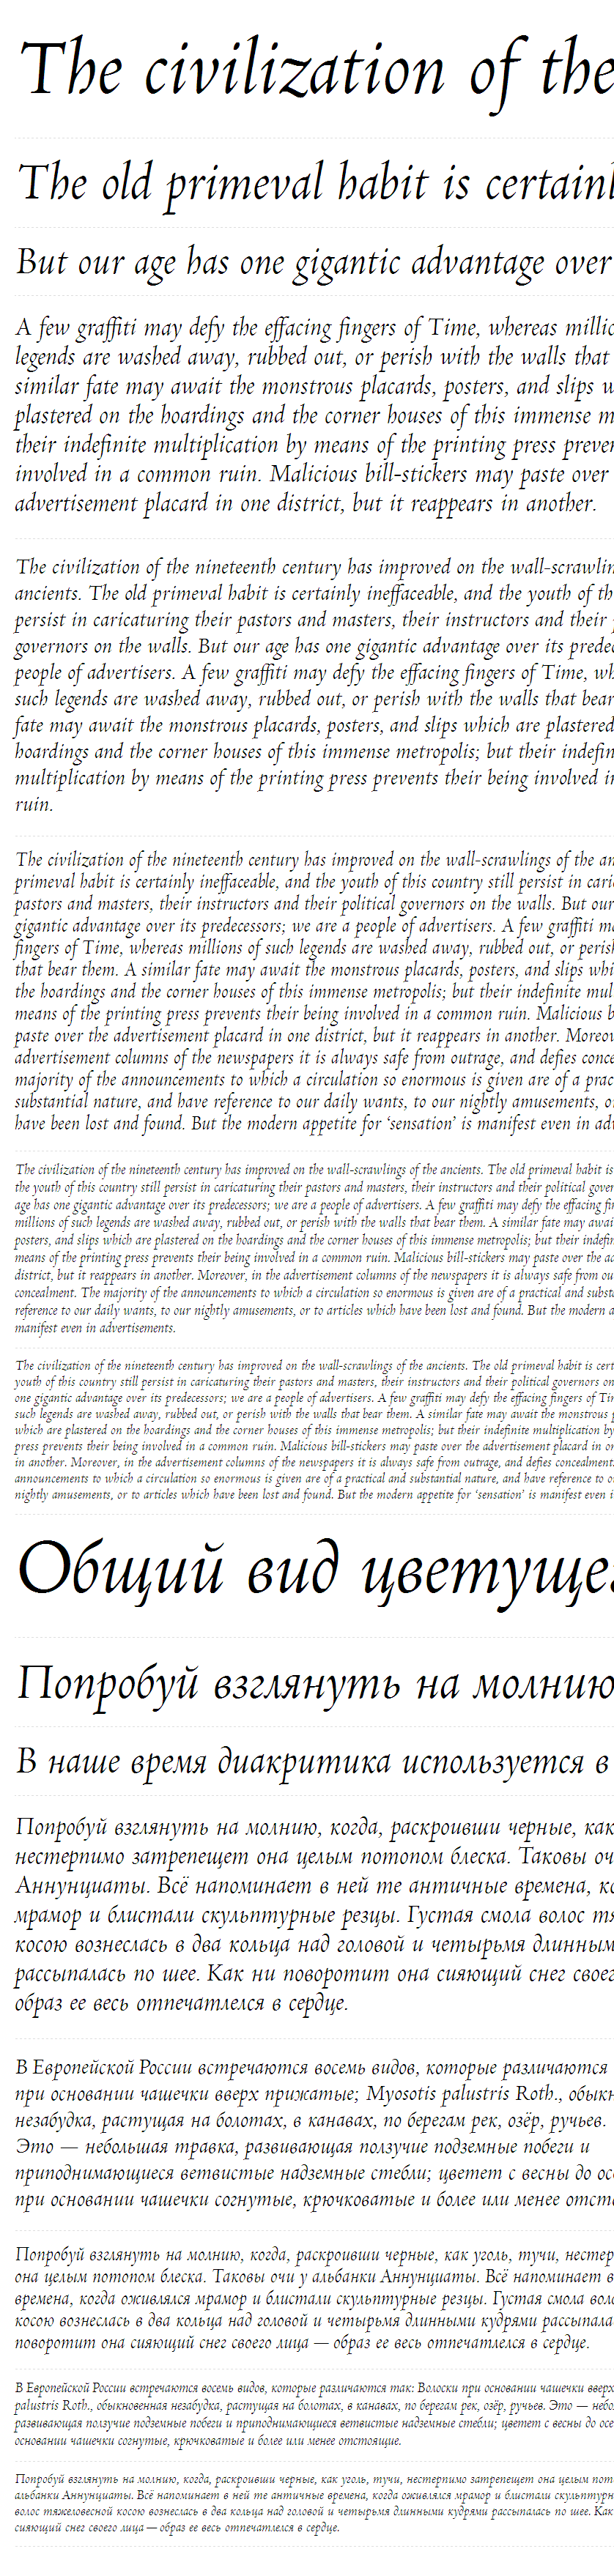 The civilization of the
The old primeval habit is certainl
But our age has one gigantic advantage over
A few graffiti may defy the effacing fingers of Time, whereas millio
legends are washed away, rubbed out, or perish with the walls that
similar fate may await the monstrous placards, posters, and slips w
plastered on the hoardings and the corner houses of this immense m
their indefinite multiplication by means of the printing press preven
involved in a common ruin. Malicious bill-stickers may paste over
advertisement placard in one district, but it reappears in another.
The civilization of the nineteenth century has improved on the wall-scrawlin
ancients. The old primeval habit is certainly ineffaceable, and the youth of th
persist in caricaturing their pastors and masters, their instructors and their p
governors on the walls. But our age has one gigantic advantage over its predec
people of advertisers. A few graffiti may defy the effacing fingers of Time, wh
such legends are washed away, rubbed out, or perish with the walls that bear
fate may await the monstrous placards, posters, and slips which are plastered
hoardings and the corner houses of this immense metropolis; but their indefin
multiplication by means of the printing press prevents their being involved in
ruin.
The civilization of the nineteenth century has improved on the wall-scrawlings of the an
primeval habit is certainly ineffaceable, and the youth of this country still persist in cari
pastors and masters, their instructors and their political governors on the walls. But our
gigantic advantage over its predecessors; we are a people of advertisers. A few graffiti ma
fingers of Time, whereas millions of such legends are washed away, rubbed out, or perish
that bear them. A similar fate may await the monstrous placards, posters, and slips whi
the hoardings and the corner houses of this immense metropolis; but their indefinite mul
means of the printing press prevents their being involved in a common ruin. Malicious b
paste over the advertisement placard in one district, but it reappears in another. Moreov
advertisement columns of the newspapers it is always safe from outrage, and defies conce
majority of the announcements to which a circulation so enormous is given are of a prac
substantial nature, and have reference to our daily wants, to our nightly amusements, o
have been lost and found. But the modern appetite for ‘sensation’ is manifest even in adv
The civilization of the nineteenth century has improved on the wall-scrawlings of the ancients. The old primeval habit is
the youth of this country still persist in caricaturing their pastors and masters, their instructors and their political gover
age has one gigantic advantage over its predecessors; we are a people of advertisers. A few graffiti may defy the effacing fin
millions of such legends are washed away, rubbed out, or perish with the walls that bear them. A similar fate may awai
posters, and slips which are plastered on the hoardings and the corner houses of this immense metropolis; but their indefin
means of the printing press prevents their being involved in a common ruin. Malicious bill-stickers may paste over the ad
district, but it reappears in another. Moreover, in the advertisement columns of the newspapers it is always safe from ou
concealment. The majority of the announcements to which a circulation so enormous is given are of a practical and substa
reference to our daily wants, to our nightly amusements, or to articles which have been lost and found. But the modern a
manifest even in advertisements.
The civilization of the nineteenth century has improved on the wall-scrawlings of the ancients. The old primeval habit is cert
youth of this country still persist in caricaturing their pastors and masters, their instructors and their political governors on
one gigantic advantage over its predecessors; we are a people of advertisers. A few graffiti may defy the effacing fingers of Tim
such legends are washed away, rubbed out, or perish with the walls that bear them. A similar fate may await the monstrous p
which are plastered on the hoardings and the corner houses of this immense metropolis; but their indefinite multiplication by
press prevents their being involved in a common ruin. Malicious bill-stickers may paste over the advertisement placard in on
in another. Moreover, in the advertisement columns of the newspapers it is always safe from outrage, and defies concealment.
announcements to which a circulation so enormous is given are of a practical and substantial nature, and have reference to o
nightly amusements, or to articles which have been lost and found. But the modern appetite for ‘sensation’ is manifest even i
Общий вид цветущег
Попробуй взглянуть на молнию
В наше время диакритика используется в
Попробуй взглянуть на молнию, когда, раскроивши черные, как
нестерпимо затрепещет она целым потопом блеска. Таковы оч
Аннунциаты. Всё напоминает в ней те античные времена, ко
мрамор и блистали скульптурные резцы. Густая смола волос тя
косою вознеслась в два кольца над головой и четырьмя длинным
рассыпалась по шее. Как ни поворотит она сияющий снег своег
образ ее весь отпечатлелся в сердце.
В Европейской России встречаются восемь видов, которые различаются
при основании чашечки вверх прижатые; Myosotis palustris Roth., обыкн
незабудка, растущая на болотах, в канавах, по берегам рек, озёр, ручьев.
Это — небольшая травка, развивающая ползучие подземные побеги и
приподнимающиеся ветвистые надземные стебли; цветет с весны до ос
при основании чашечки согнутые, крючковатые и более или менее отст
Попробуй взглянуть на молнию, когда, раскроивши черные, как уголь, тучи, нестер
она целым потопом блеска. Таковы очи у альбанки Аннунциаты. Всё напоминает в
времена, когда оживлялся мрамор и блистали скульптурные резцы. Густая смола воло
косою вознеслась в два кольца над головой и четырьмя длинными кудрями рассыпала
поворотит она сияющий снег своего лица — образ ее весь отпечатлелся в сердце.
В Европейской России встречаются восемь видов, которые различаются так: Волоски при основании чашечки вверх
palustris Roth., обыкновенная незабудка, растущая на болотах, в канавах, по берегам рек, озёр, ручьев. Это — небо
развивающая ползучие подземные побеги и приподнимающиеся ветвистые надземные стебли; цветет с весны до осе
основании чашечки согнутые, крючковатые и более или менее отстоящие.
Попробуй взглянуть на молнию, когда, раскроивши черные, как уголь, тучи, нестерпимо затрепещет она целым пот
альбанки Аннунциаты. Всё напоминает в ней те античные времена, когда оживлялся мрамор и блистали скульптурн
волос тяжеловесной косою вознеслась в два кольца над головой и четырьмя длинными кудрями рассыпалась по шее. Как
сияющий снег своего лица — образ ее весь отпечатлелся в сердце.